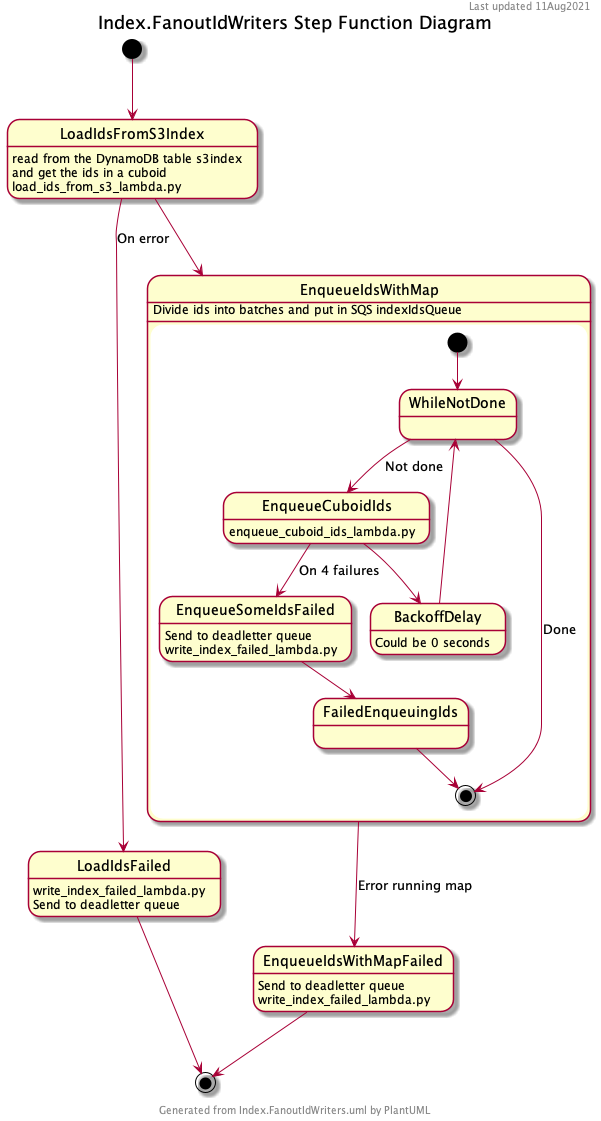 Last updated 11Aug2021
Index.FanoutIdWriters Step Function Diagram
LoadIdsFromS3Index
read from the DynamoDB table s3index
and get the ids in a cuboid
load_ids_from_s3_lambda.py
On error
EnqueueIdsWithMap
Divide ids into batches and put in SQS indexIdsQueue
WhileNotDone
Not done
EnqueueCuboidIds
enqueue_cuboid_ids_lambda.py
On 4 failures
EnqueueSomeIdsFailed
Send to deadletter queue
write_index_failed_lambda.py
BackoffDelay
Could be 0 seconds
Done
FailedEnqueuingIds
LoadIdsFailed
write_index_failed_lambda.py
Send to deadletter queue
Error running map
EnqueueIdsWithMapFailed
Send to deadletter queue
write_index_failed_lambda.py
Generated from Index.FanoutIdWriters.uml by PlantUML